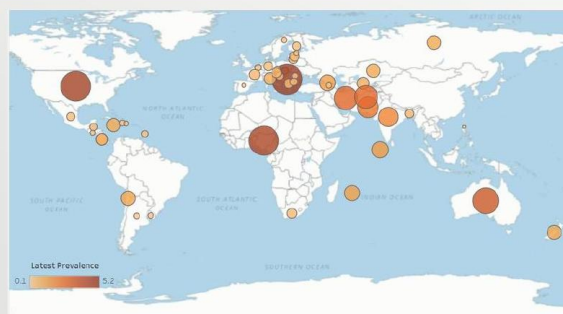 ARCTIC OCEAN
NORTH ATLANTIC
OCEAN
SOUTH PACIFIC
OCEAN
SOUTH ATLANTIC
OCEAN
INDIAN OCEAN
SOUTHERN OCEAN
Latest Prevalence
0.1
5.2